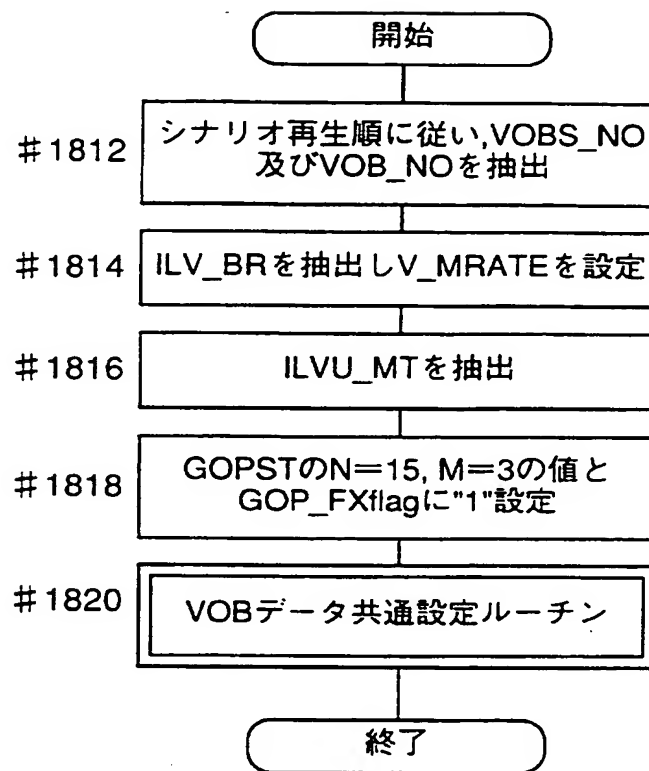 開始
#1812
シナリオ再生順に従い,VOBS_NO
及びVOB_NOを抽出
#1814
ILV_BRを抽出しV_MRATEを設定
#1816
ILVU_MTを抽出
#1818
GOPSTのN=15, M=3の値と
GOP_FXflagに"1"設定
#1820
VOBデータ共通設定ルーチン
終了